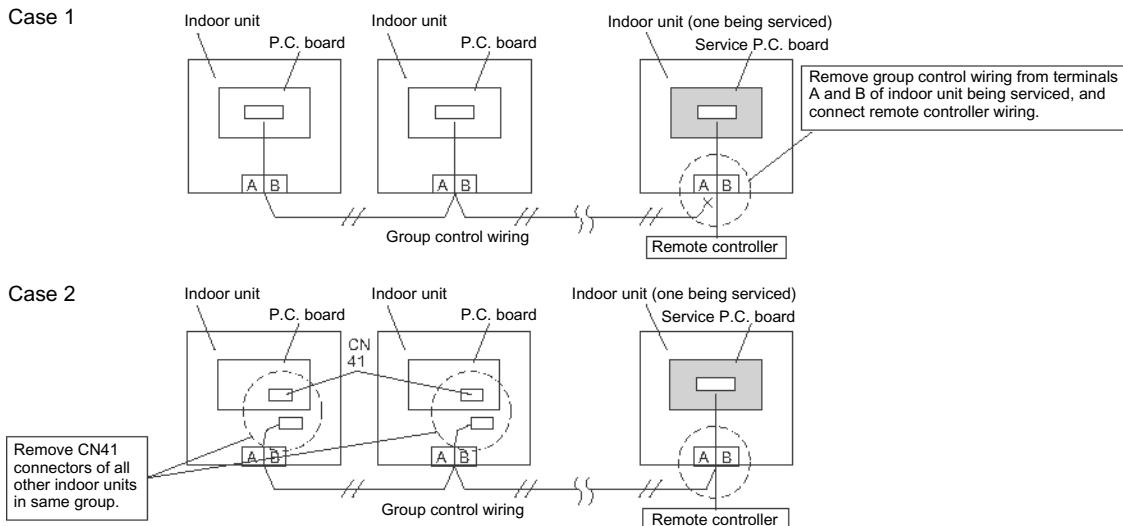 Case 1
Indoor unit
P.C. board
Indoor unit
P.C. board
Indoor unit (one being serviced)
Service P.C. board
Remove group control wiring from terminals
A and B of indoor unit being serviced, and
connect remote controller wiring.
A B
A B
A B
Group control wiring
Remote controller
Case 2
Indoor unit
P.C. board
Indoor unit
P.C. board
Indoor unit (one being serviced)
Service P.C. board
CN
41
Remove CN41
connectors of all
other indoor units
in same group.
A B
A B
A B
Group control wiring
Remote controller